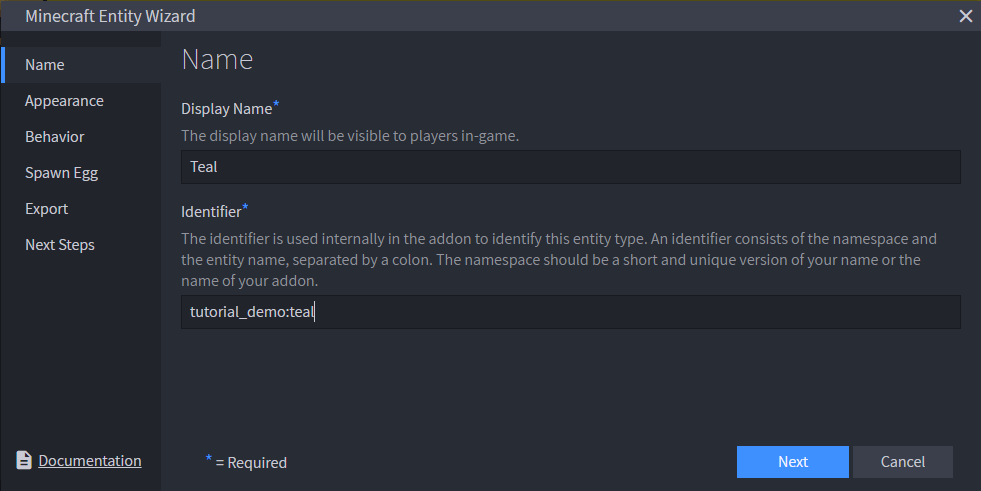 Minecraft Entity Wizard
Name
Appearance
Behavior
Spawn Egg
Export
Next Steps
Documentation
Name
Display Name*
The display name will be visible to players in-game.
Teal
Identifier*
The identifier is used internally in the addon to identify this entity type. An identifier consists of the namespace and
the entity name, separated by a colon. The namespace should be a short and unique version of your name or the
name of your addon.
tutorial_demo:teal
* = Required
Next
Cancel